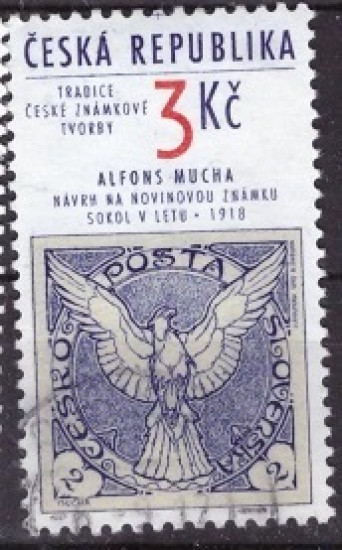 ČESKÁ REPUBLIKA
TRADICE
ČESKÉ ZNÁMKOVÉ
TVORBY
3 Kč
ALFONS MUCHA
NÁVRH NA NOVINOVOU ZNÁMKU
SOKOL V LETU • 1918
POŠTA
ČESKO
SLOVENSKÁ
2
2
MUCHA